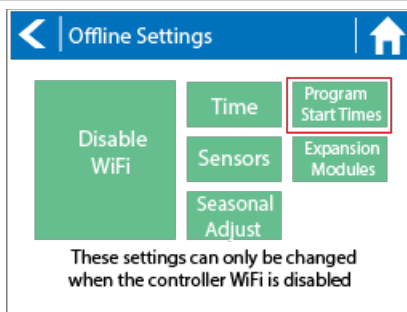 Offline Settings
Disable
WiFi
Time
Program
Start Times
Sensors
Expansion
Modules
Seasonal
Adjust
These settings can only be changed
when the controller WiFi is disabled